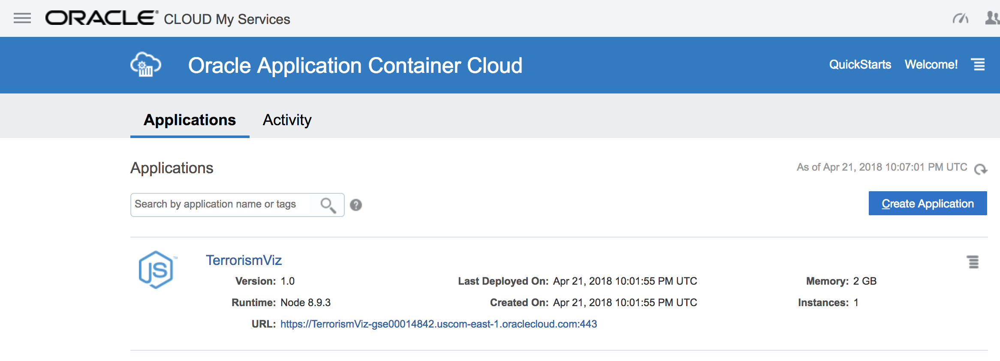 ORACLE® CLOUD My Services
Oracle Application Container Cloud
QuickStarts Welcome!
Applications Activity
Applications
As of Apr 21, 2018 10:07:01 PM UTC
Search by application name or tags
?
Create Application
JS™
TerrorismViz
Version: 1.0 Last Deployed On: Apr 21, 2018 10:01:55 PM UTC Memory: 2 GB
Runtime: Node 8.9.3 Created On: Apr 21, 2018 10:01:55 PM UTC Instances: 1
URL: https://TerrorismViz-gse00014842.uscom-east-1.oraclecloud.com:443